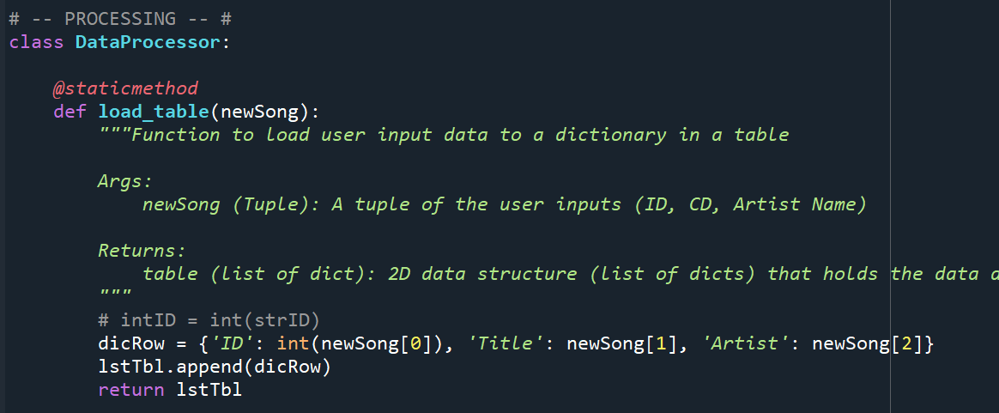 # -- PROCESSING -- #
class DataProcessor:
@staticmethod
def load_table(newSong):
"""Function to load user input data to a dictionary in a table
Args:
newSong (Tuple): A tuple of the user inputs (ID, CD, Artist Name)
Returns:
table (list of dict): 2D data structure (list of dicts) that holds the data
"""
# intID = int(strID)
dicRow = {'ID': int(newSong[0]), 'Title': newSong[1], 'Artist': newSong[2]}
lstTbl.append(dicRow)
return lstTbl